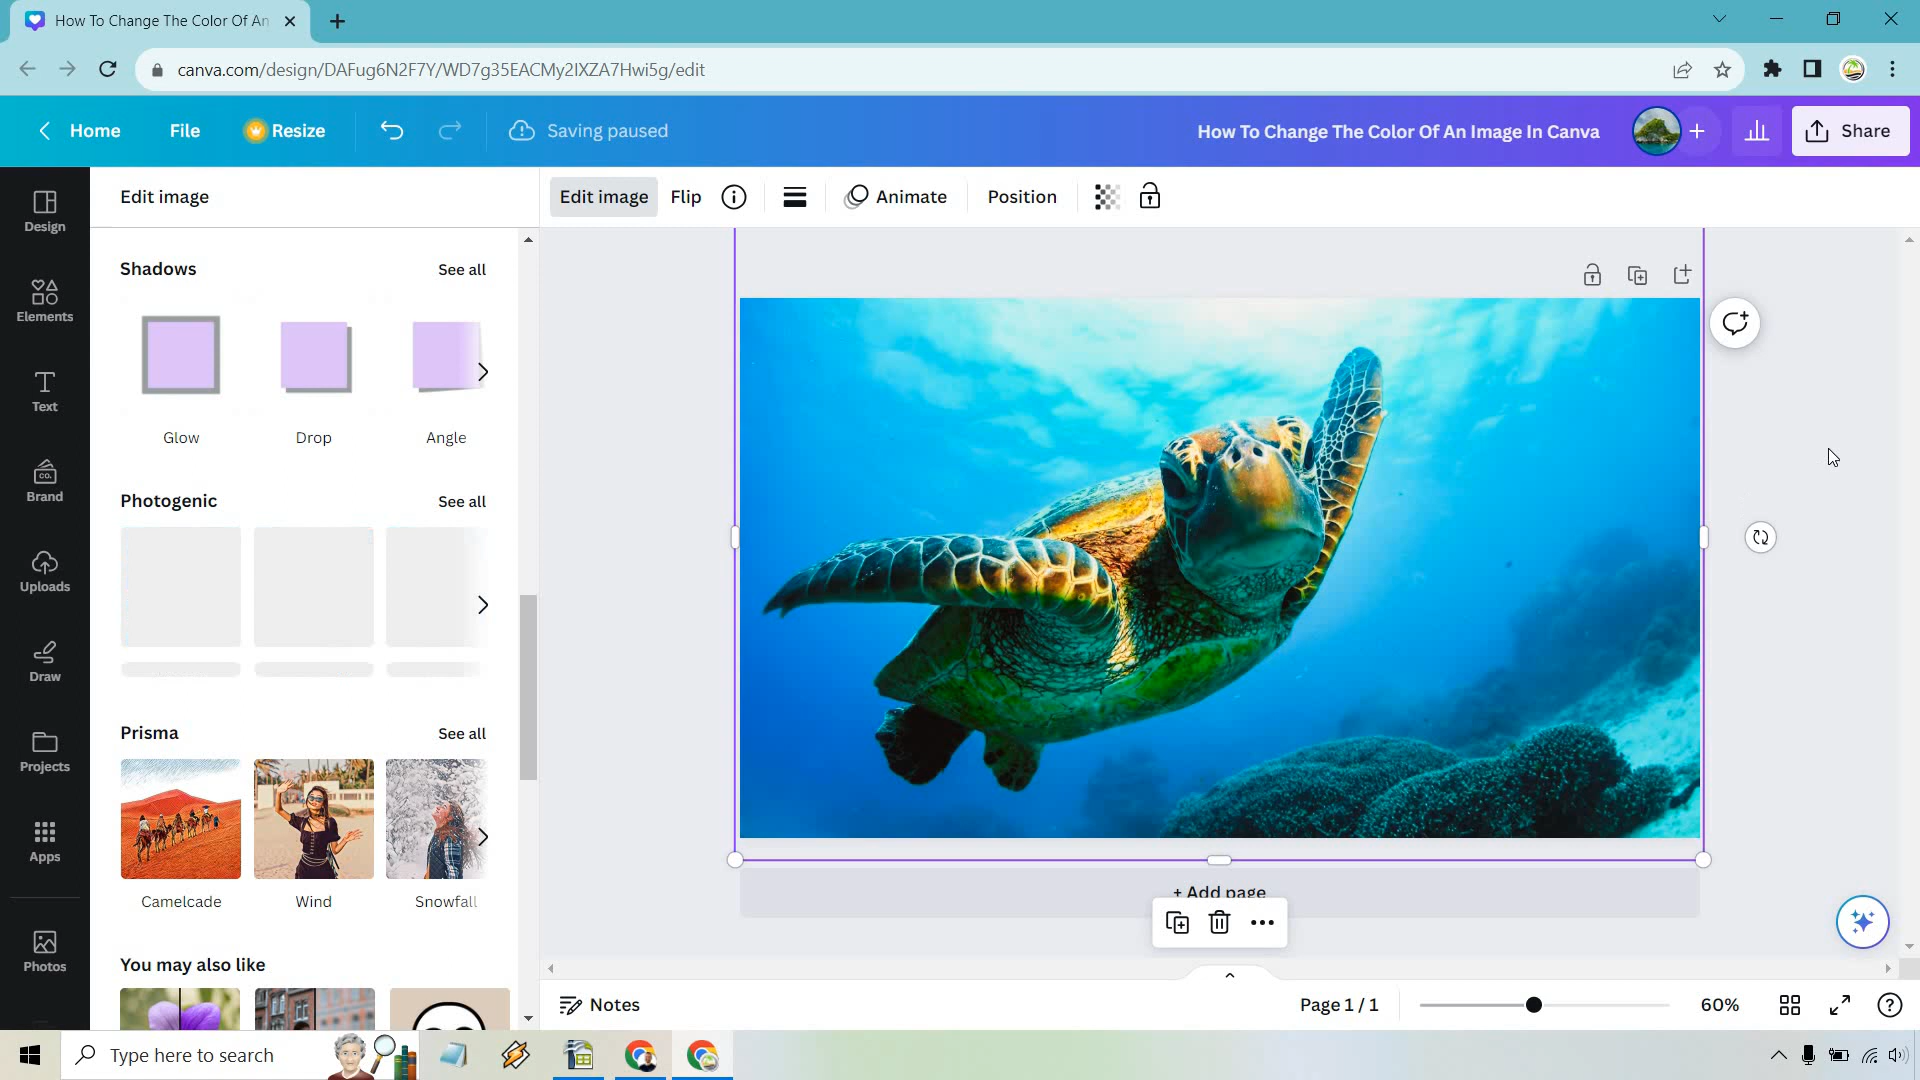 How To Change The Color Of An
canva.com/design/DAFug6N2F7Y/WD7g35EACMy2IXZA7Hwi5g/edit
Home
File
Resize
Saving paused
How To Change The Color Of An Image In Canva
Share
Design
Elements
Text
CO.
Brand
Uploads
Draw
Projects
Apps
Photos
Edit image
Shadows
See all
Glow
Drop
Angle
Photogenic
See all
Prisma
See all
Camelcade
Wind
Snowfall
You may also like
Edit image
Flip
Animate
Position
+ Add page
Notes
Page 1 / 1
60%
Type here to search